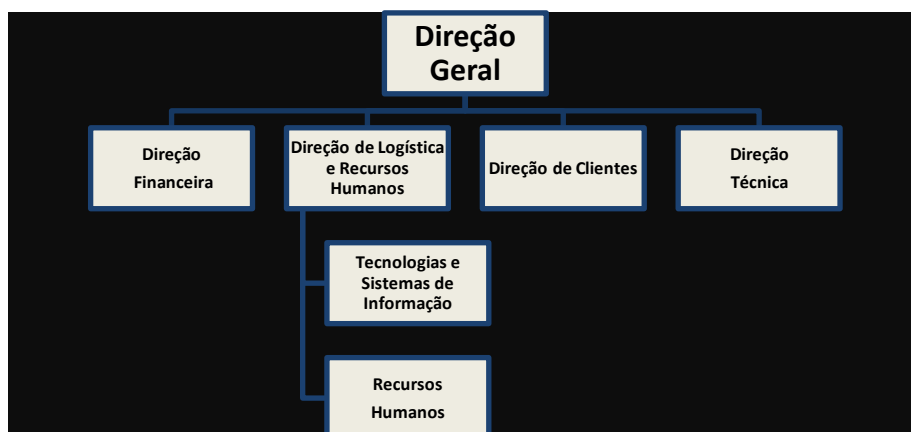 Direção
Geral
Direção
Financeira
Direção de Logística
e Recursos
Humanos
Direção de Clientes
Direção
Técnica
Tecnologias e
Sistemas de
Informação
Recursos
Humanos